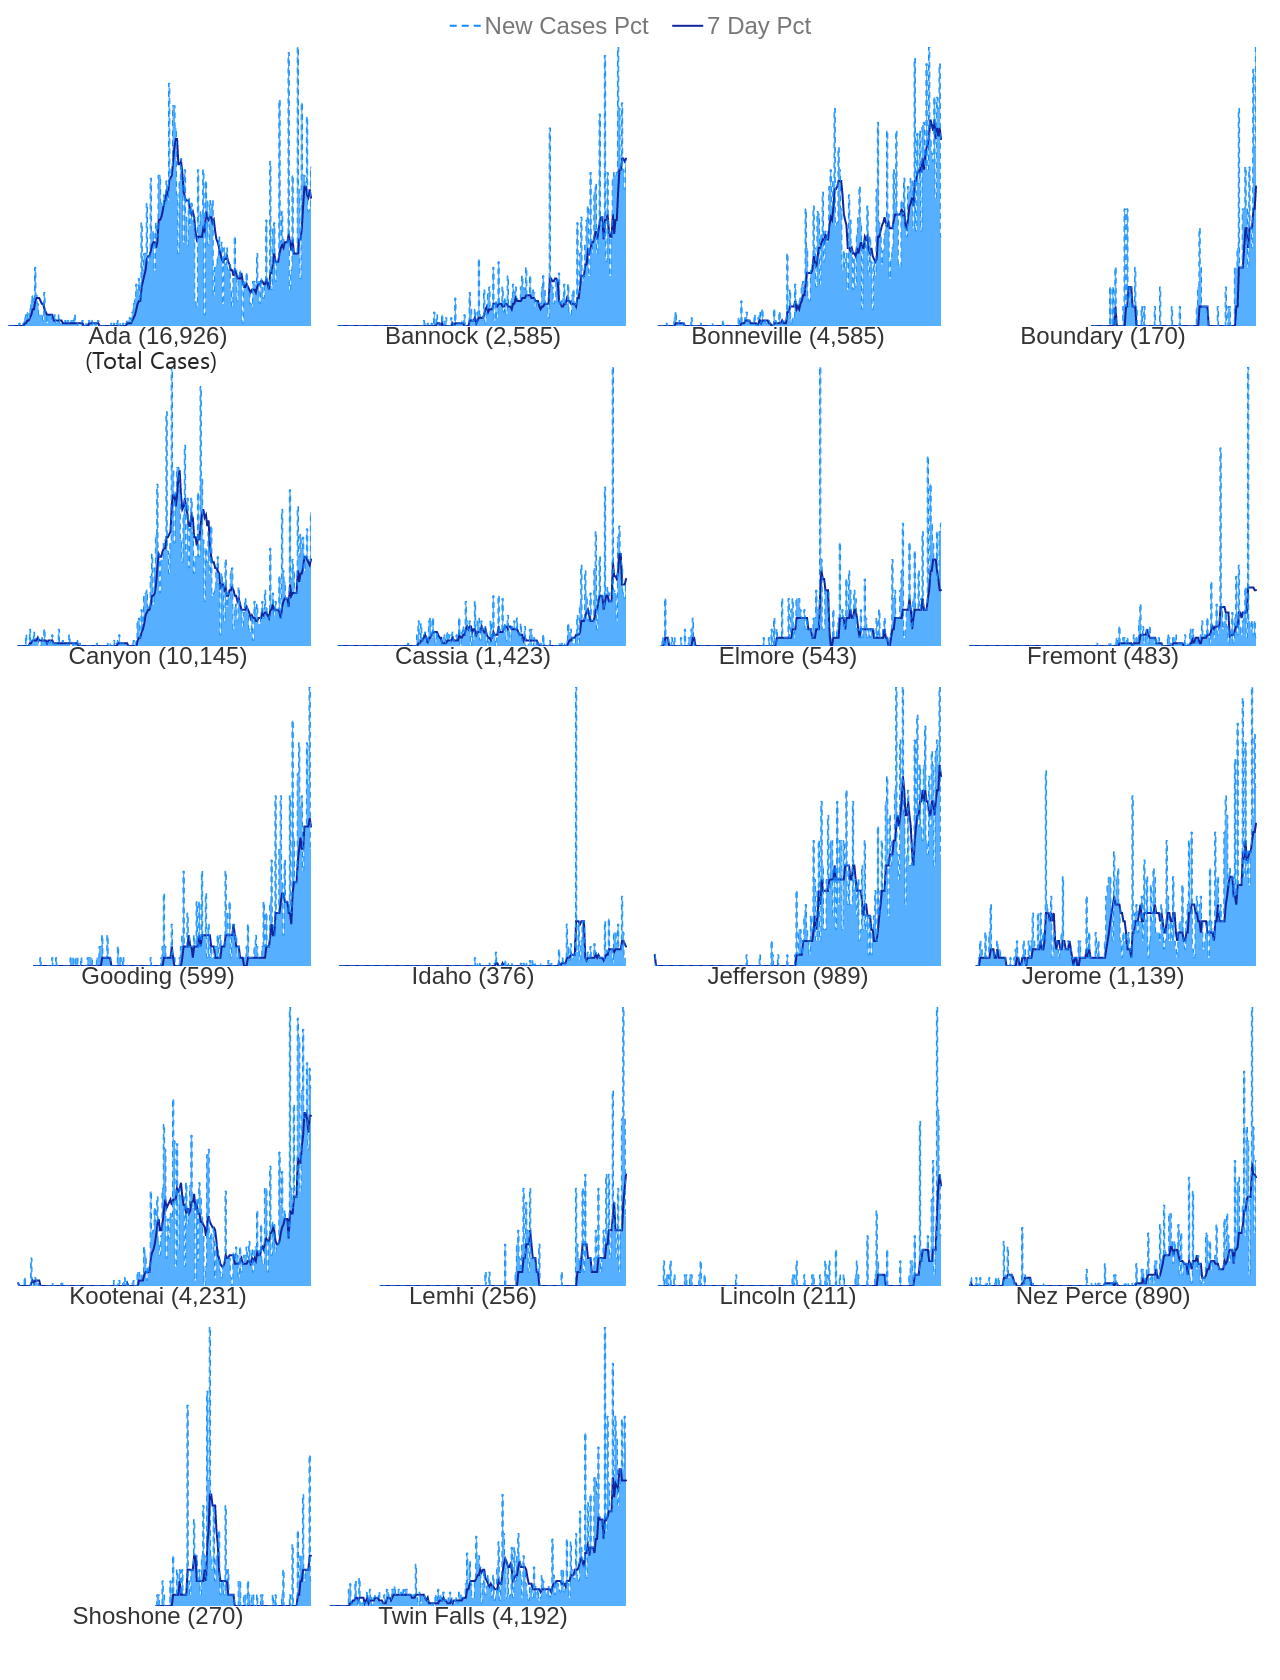 New Cases Pct 7 Day Pct
Ada (16,926) Bannock (2,585) Bonneville (4,585) Boundary (170)
(Total Cases)
Canyon (10,145) Cassia (1,423) Elmore (543) Fremont (483)
Gooding (599) Idaho (376) Jefferson (989) Jerome (1,139)
Kootenai (4,231) Lemhi (256) Lincoln (211) Nez Perce (890)
Shoshone (270) Twin Falls (4,192)